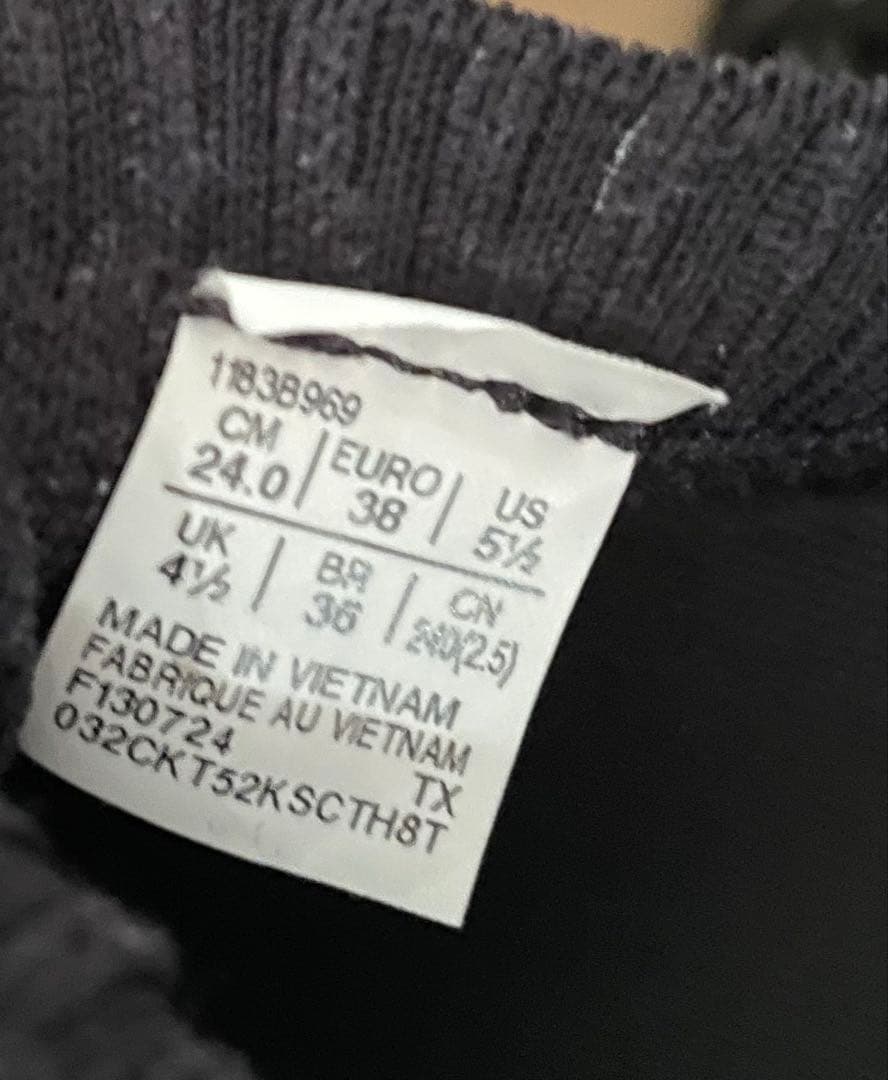 1183B969
CM | EURO | US
24.0 | 38 | 5½
UK | BR | CN
4½ | 36 | 240(2.5)
MADE IN VIETNAM
FABRIQUE AU VIETNAM
F130724 TX
032CKT52KSCTH8T